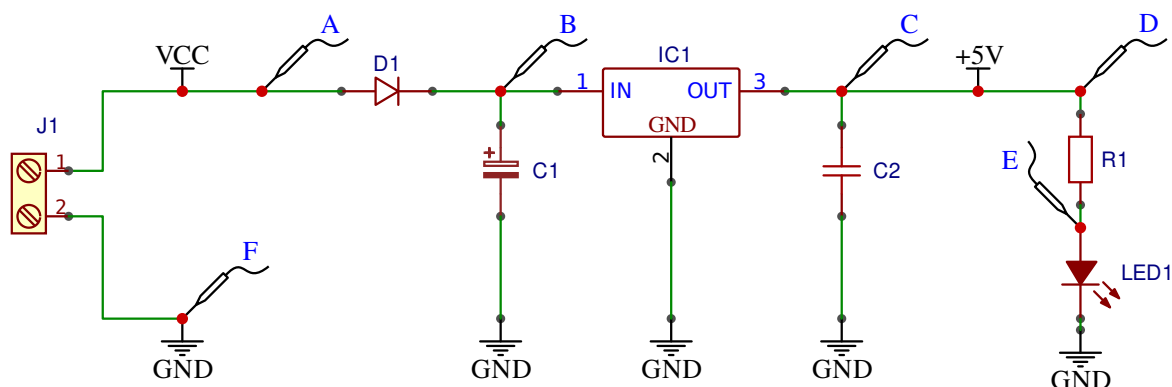 A
B
C
D
VCC
D1
IC1
+5V
1
IN
OUT
3
GND
2
J1
1
2
+
C1
C2
E
R1
F
LED1
GND
GND
GND
GND
GND